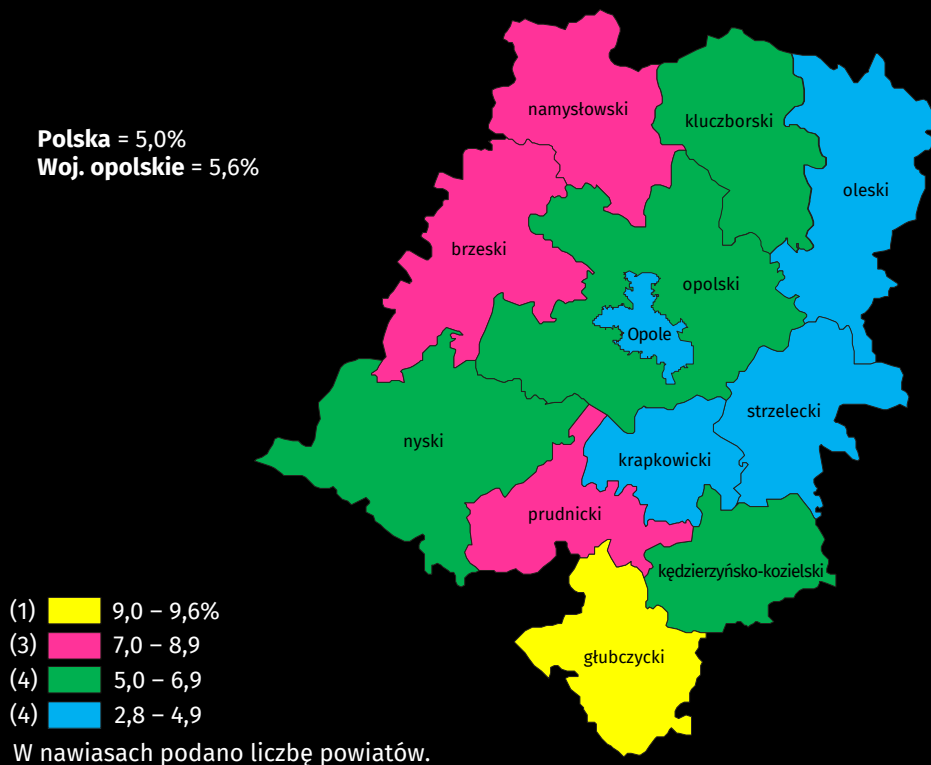 Polska = 5,0%
Woj. opolskie = 5,6%
namysłowski
kluczborski
oleski
brzeski
opolski
Opole
strzelecki
nyski
krapkowicki
prudnicki
kędzierzyńsko-kozielski
głubczycki
(1) 9,0 – 9,6%
(3) 7,0 – 8,9
(4) 5,0 – 6,9
(4) 2,8 – 4,9
W nawiasach podano liczbę powiatów.